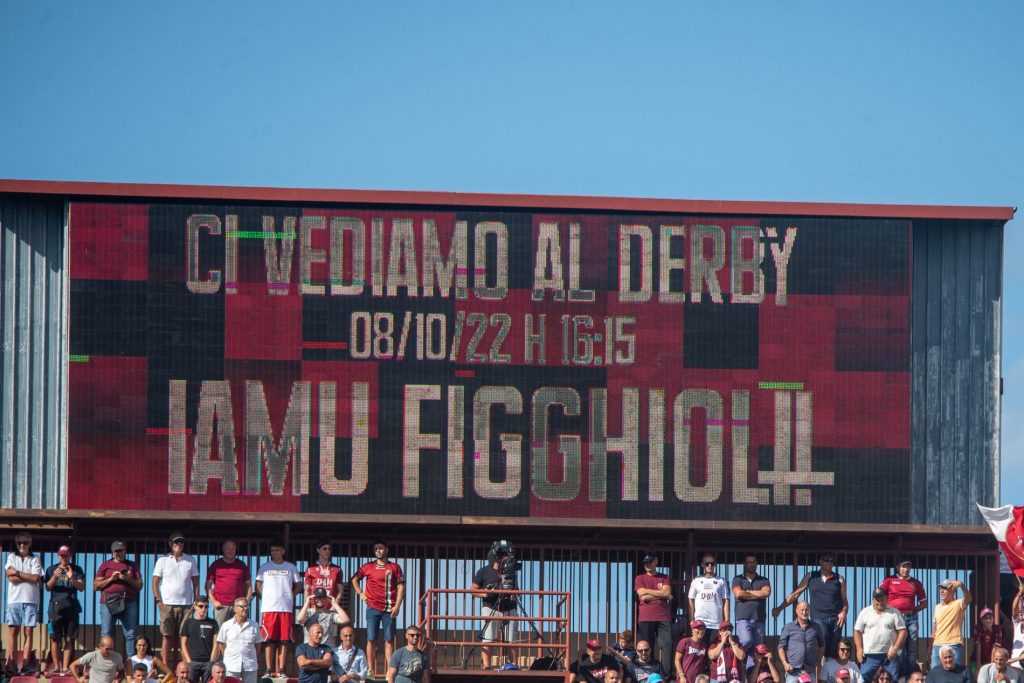 CI VEDIAMO AL DERBY
08/10/22 H 16:15
IAMU FIGGHIOLI!